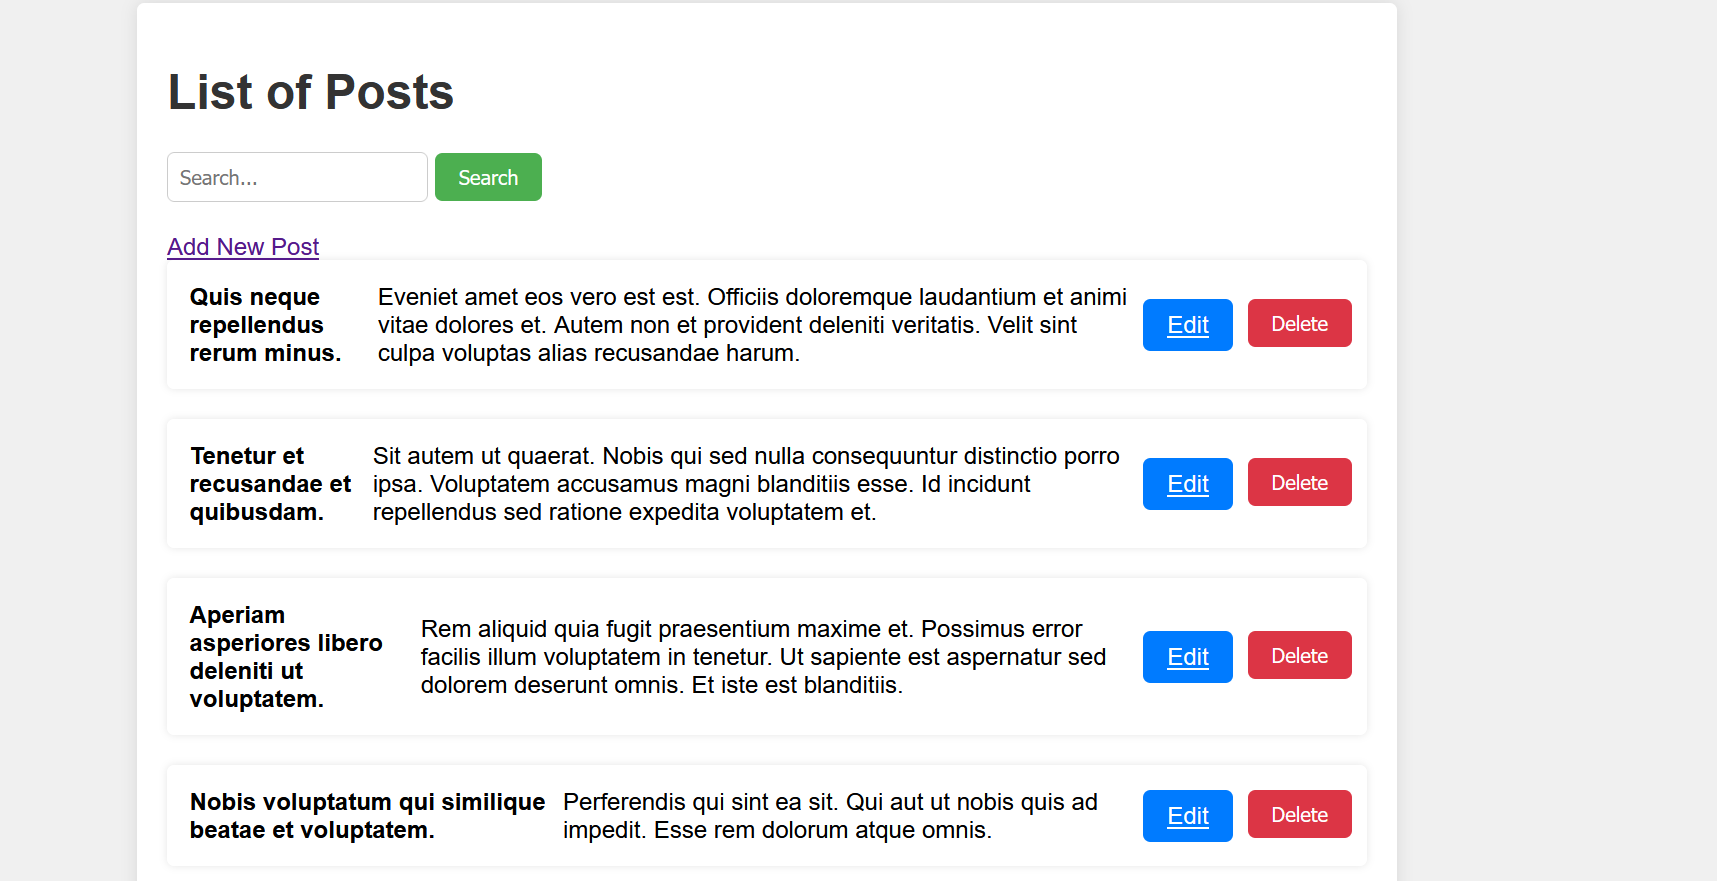 List of Posts
Search...
Search
Add New Post
Quis neque
repellendus
rerum minus.
Eveniet amet eos vero est est. Officiis doloremque laudantium et animi
vitae dolores et. Autem non et provident deleniti veritatis. Velit sint
culpa voluptas alias recusandae harum.
Edit
Delete
Tenetur et
recusandae et
quibusdam.
Sit autem ut quaerat. Nobis qui sed nulla consequuntur distinctio porro
ipsa. Voluptatem accusamus magni blanditiis esse. Id incidunt
repellendus sed ratione expedita voluptatem et.
Edit
Delete
Aperiam
asperiores libero
deleniti ut
voluptatem.
Rem aliquid quia fugit praesentium maxime et. Possimus error
facilis illum voluptatem in tenetur. Ut sapiente est aspernatur sed
dolorem deserunt omnis. Et iste est blanditiis.
Edit
Delete
Nobis voluptatum qui similique
beatae et voluptatem.
Perferendis qui sint ea sit. Qui aut ut nobis quis ad
impedit. Esse rem dolorum atque omnis.
Edit
Delete